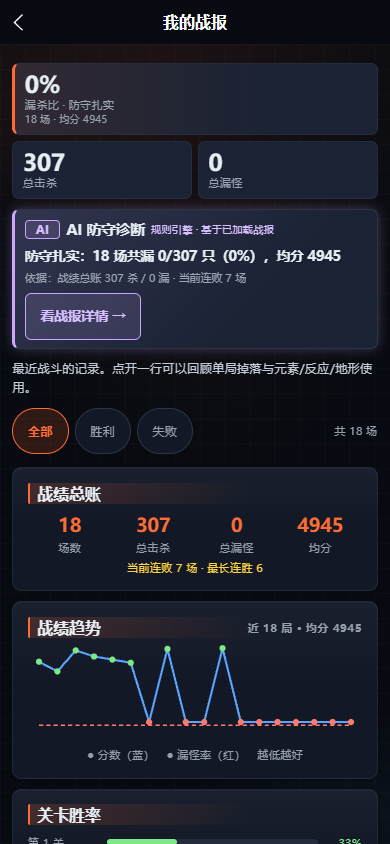 我的战报
0%
漏杀比 · 防守扎实
18 场 · 均分 4945
307
总击杀
0
总漏怪
AI AI 防守诊断 规则引擎 · 基于已加载战报
防守扎实：18 场共漏 0/307 只（0%），均分 4945
依据：战绩总账 307 杀 / 0 漏 · 当前连败 7 场
看战报详情 →
最近战斗的记录。点开一行可以回顾单局掉落与元素/反应/地形使
用。
全部 胜利 失败 共 18 场
战绩总账
18 307 0 4945
场数 总击杀 总漏怪 均分
当前连败 7 场 · 最长连胜 6
战绩趋势 近 18 局 • 均分 4945
● 分数（蓝） ● 漏怪率（红） 越低越好
关卡胜率
第 1 关 33%